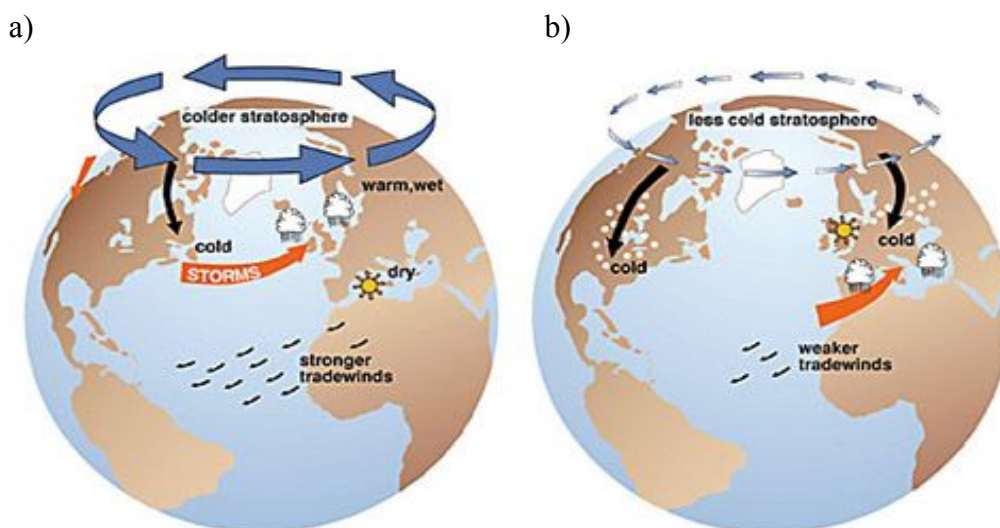 a)
colder stratosphere
warm,wet
cold
STORMS
dry
stronger
tradewinds
b)
less cold stratosphere
cold
cold
weaker
tradewinds